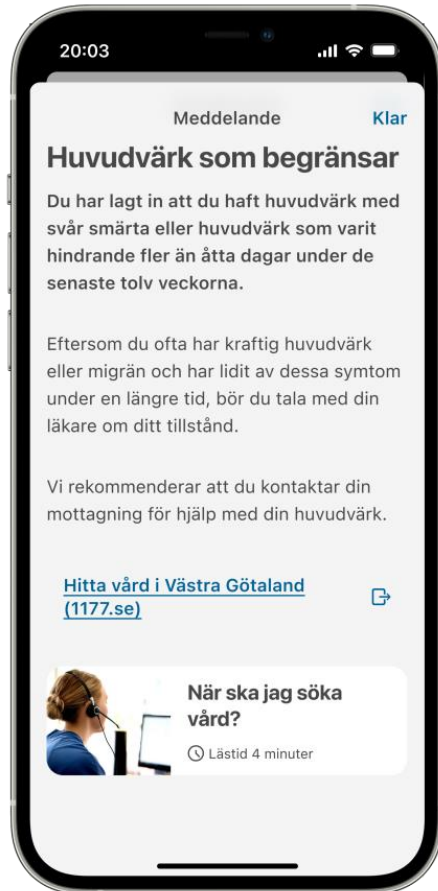 20:03
Meddelande
Klar
Huvudvärk som begränsar
Du har lagt in att du haft huvudvärk med
svår smärta eller huvudvärk som varit
hindrande fler än åtta dagar under de
senaste tolv veckorna.
Eftersom du ofta har kraftig huvudvärk
eller migrän och har lidit av dessa symtom
under en längre tid, bör du tala med din
läkare om ditt tillstånd.
Vi rekommenderar att du kontaktar din
mottagning för hjälp med din huvudvärk.
Hitta vård i Västra Götaland
(1177.se)
När ska jag söka
vård?
Lästid 4 minuter